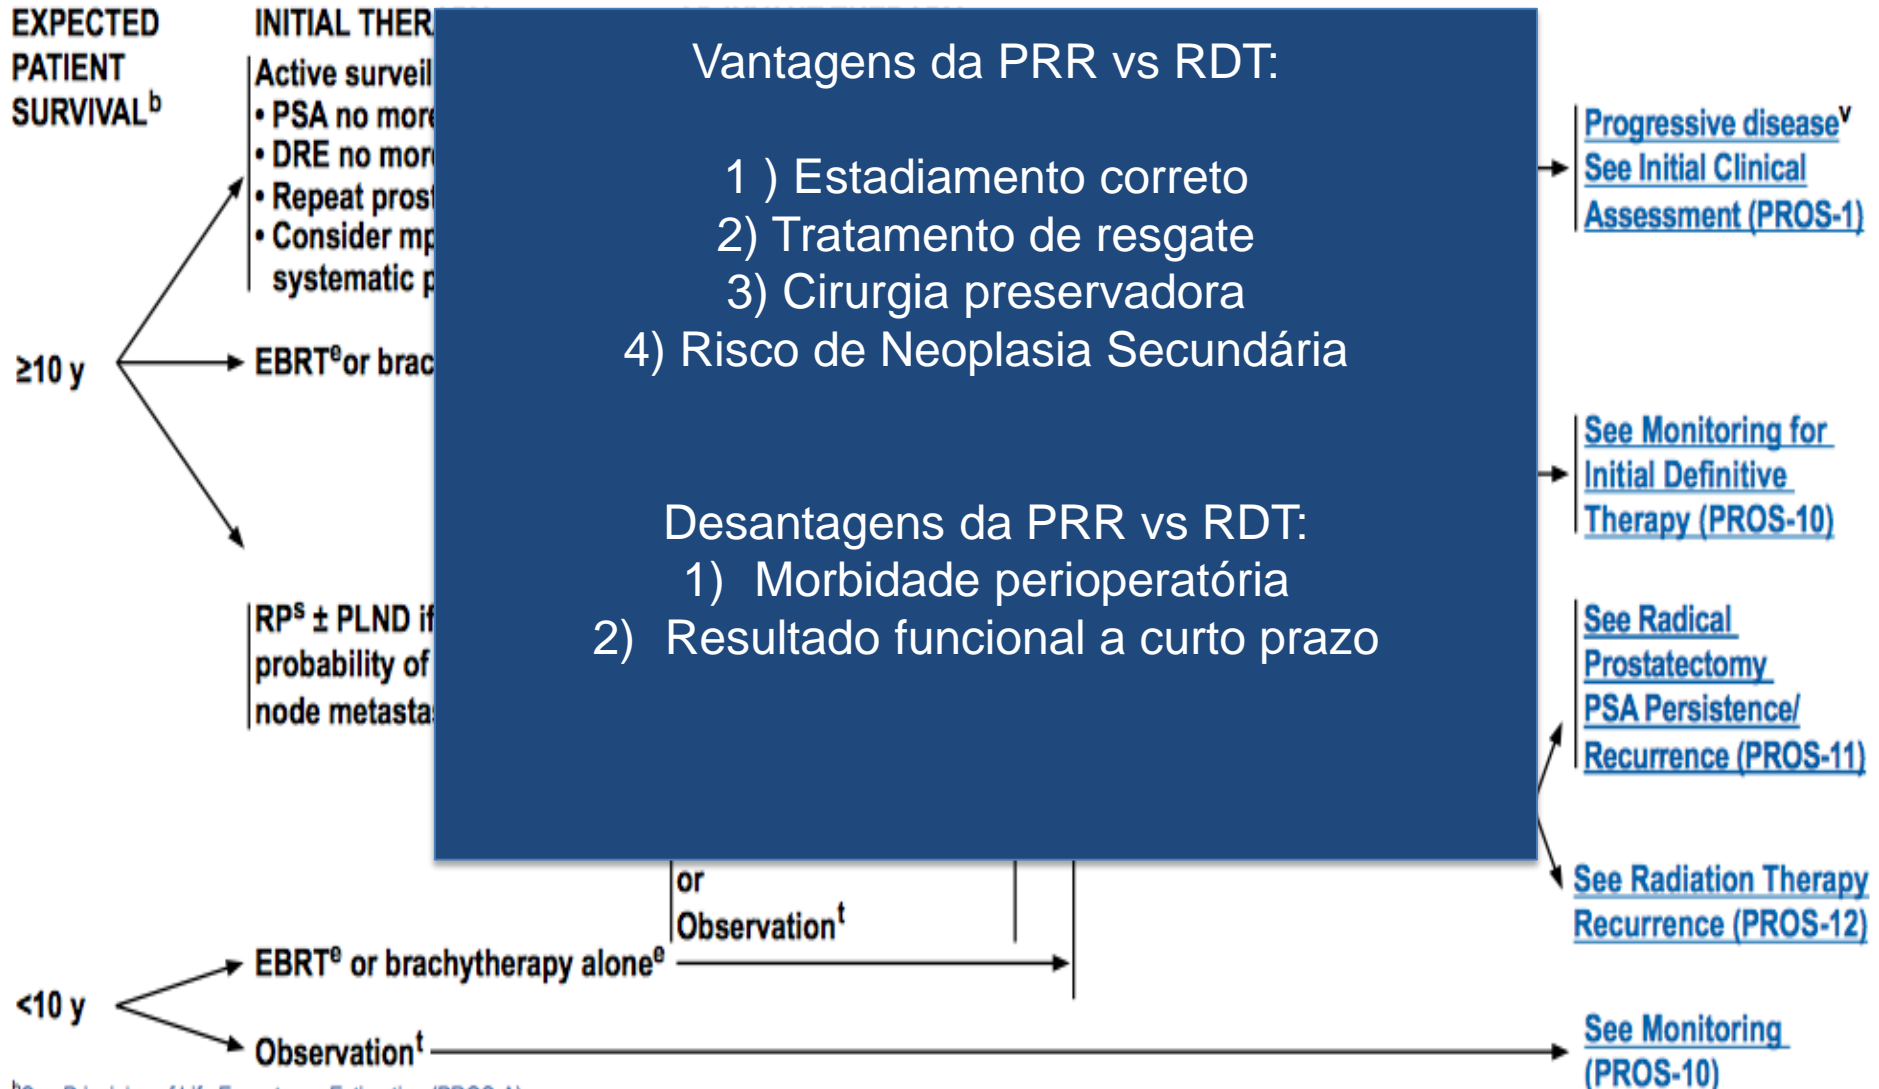 EXPECTED
PATIENT
SURVIVALᵇ
INITIAL THER
Active surveil
• PSA no more
• DRE no more
• Repeat prost
• Consider mp
systematic p
≥10 y
EBRTᵉ or brac
RPˢ ± PLND if
probability of
node metasta
Vantagens da PRR vs RDT:
1 ) Estadiamento correto
2) Tratamento de resgate
3) Cirurgia preservadora
4) Risco de Neoplasia Secundária
Desantagens da PRR vs RDT:
1) Morbidade perioperatória
2) Resultado funcional a curto prazo
Progressive diseaseᵛ
See Initial Clinical
Assessment (PROS-1)
See Monitoring for
Initial Definitive
Therapy (PROS-10)
See Radical
Prostatectomy
PSA Persistence/
Recurrence (PROS-11)
See Radiation Therapy
Recurrence (PROS-12)
or
Observationᵗ
<10 y
EBRTᵉ or brachytherapy aloneᵉ
Observationᵗ
See Monitoring
(PROS-10)